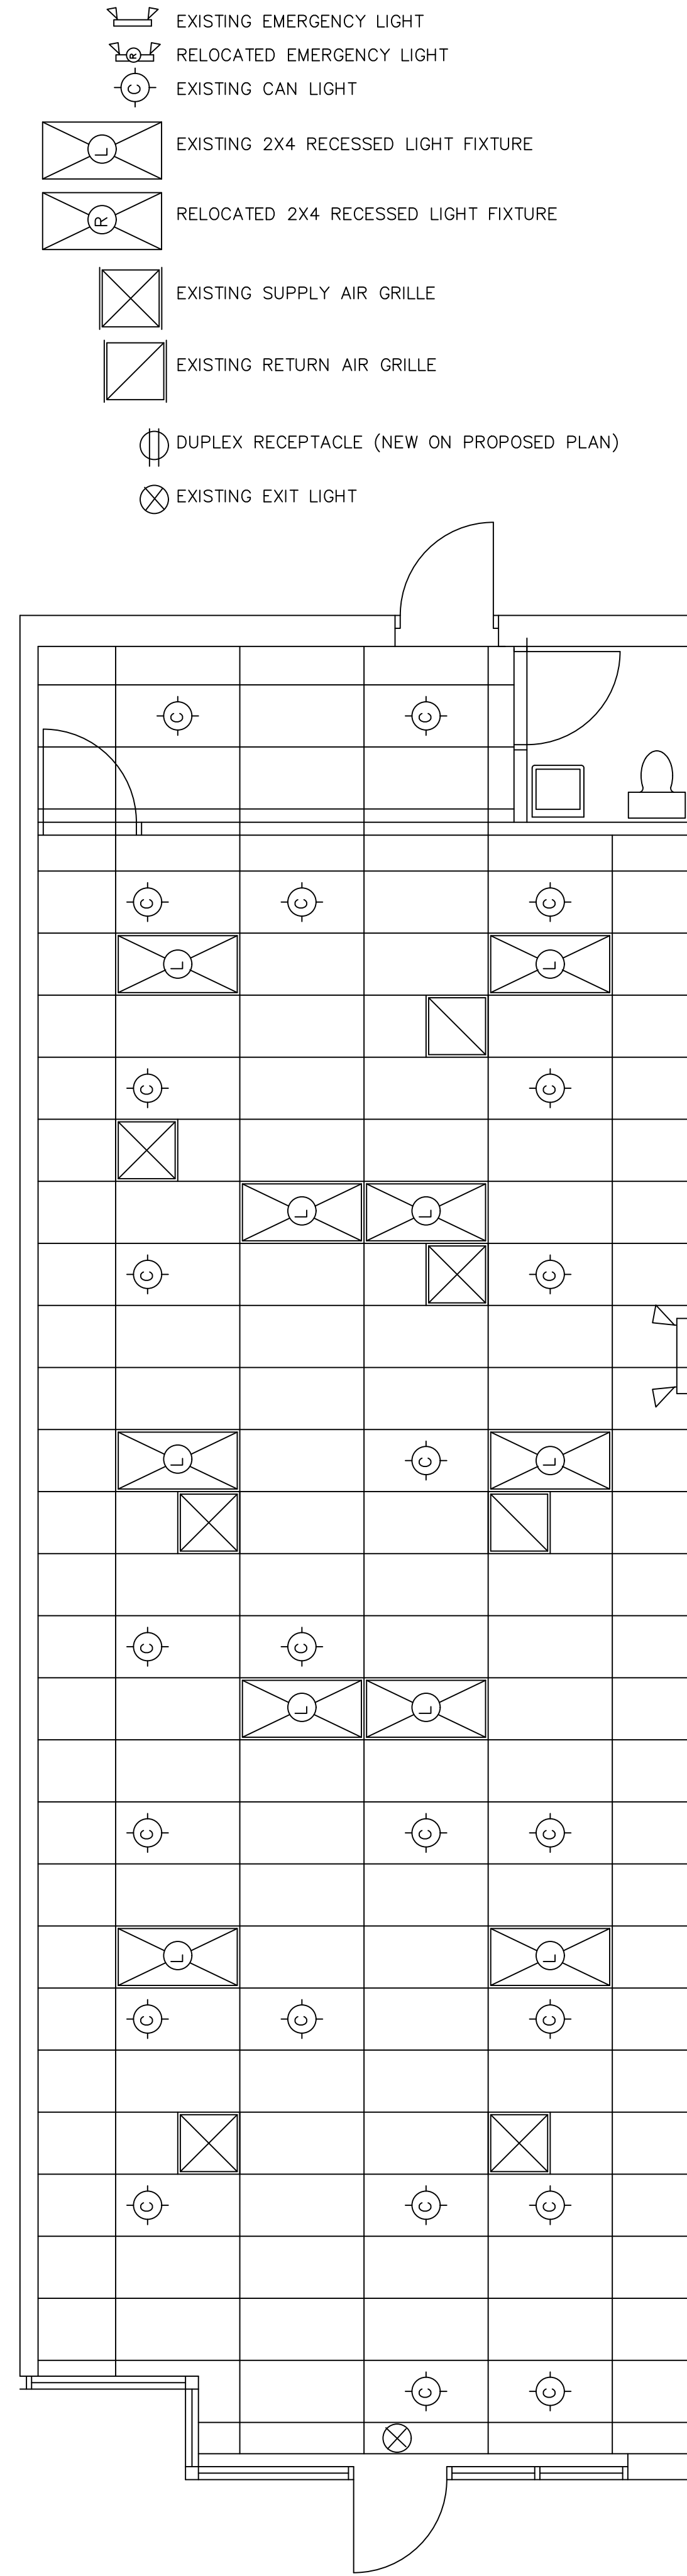 EXISTING EMERGENCY LIGHT
R RELOCATED EMERGENCY LIGHT
C EXISTING CAN LIGHT
L EXISTING 2X4 RECESSED LIGHT FIXTURE
R RELOCATED 2X4 RECESSED LIGHT FIXTURE
EXISTING SUPPLY AIR GRILLE
EXISTING RETURN AIR GRILLE
DUPLEX RECEPTACLE (NEW ON PROPOSED PLAN)
EXISTING EXIT LIGHT
C C
C C C
L L
C C
L L
C C
L C L
C C
L L
C C C
L L
C C C
C C C
C C